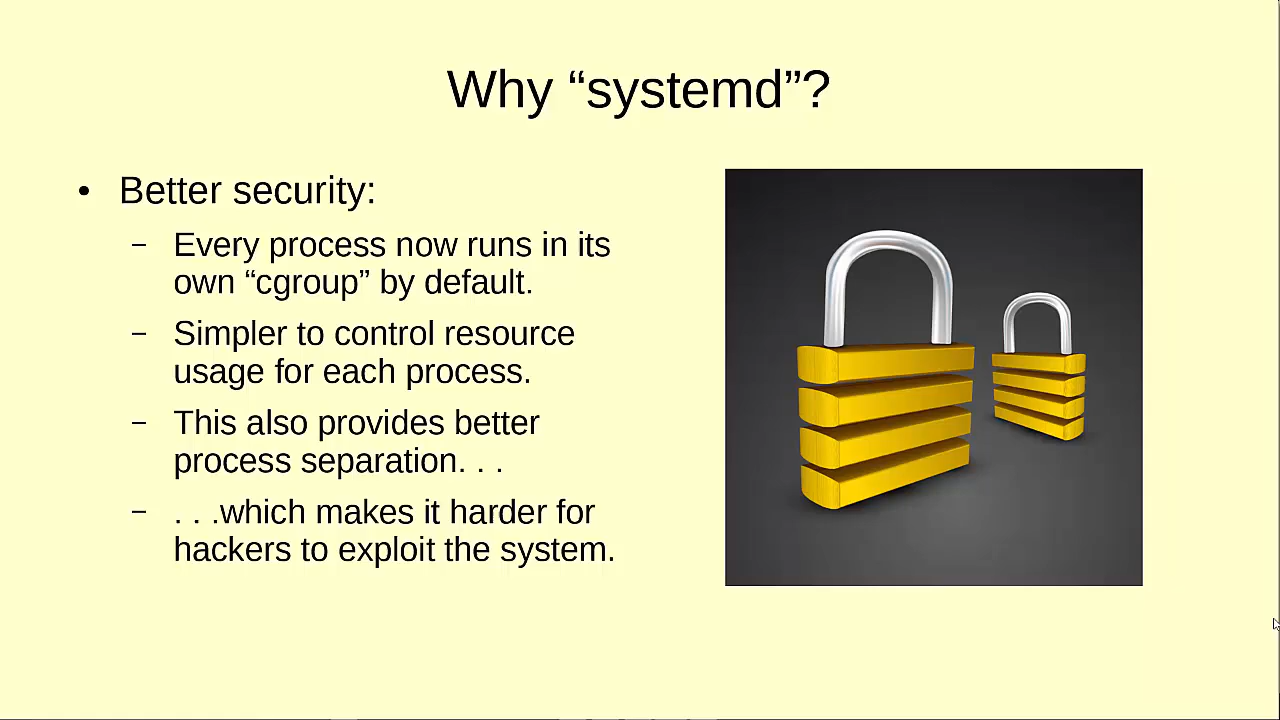 Why “systemd”?
• Better security:
– Every process now runs in its
own “cgroup” by default.
– Simpler to control resource
usage for each process.
– This also provides better
process separation. . .
– . . .which makes it harder for
hackers to exploit the system.